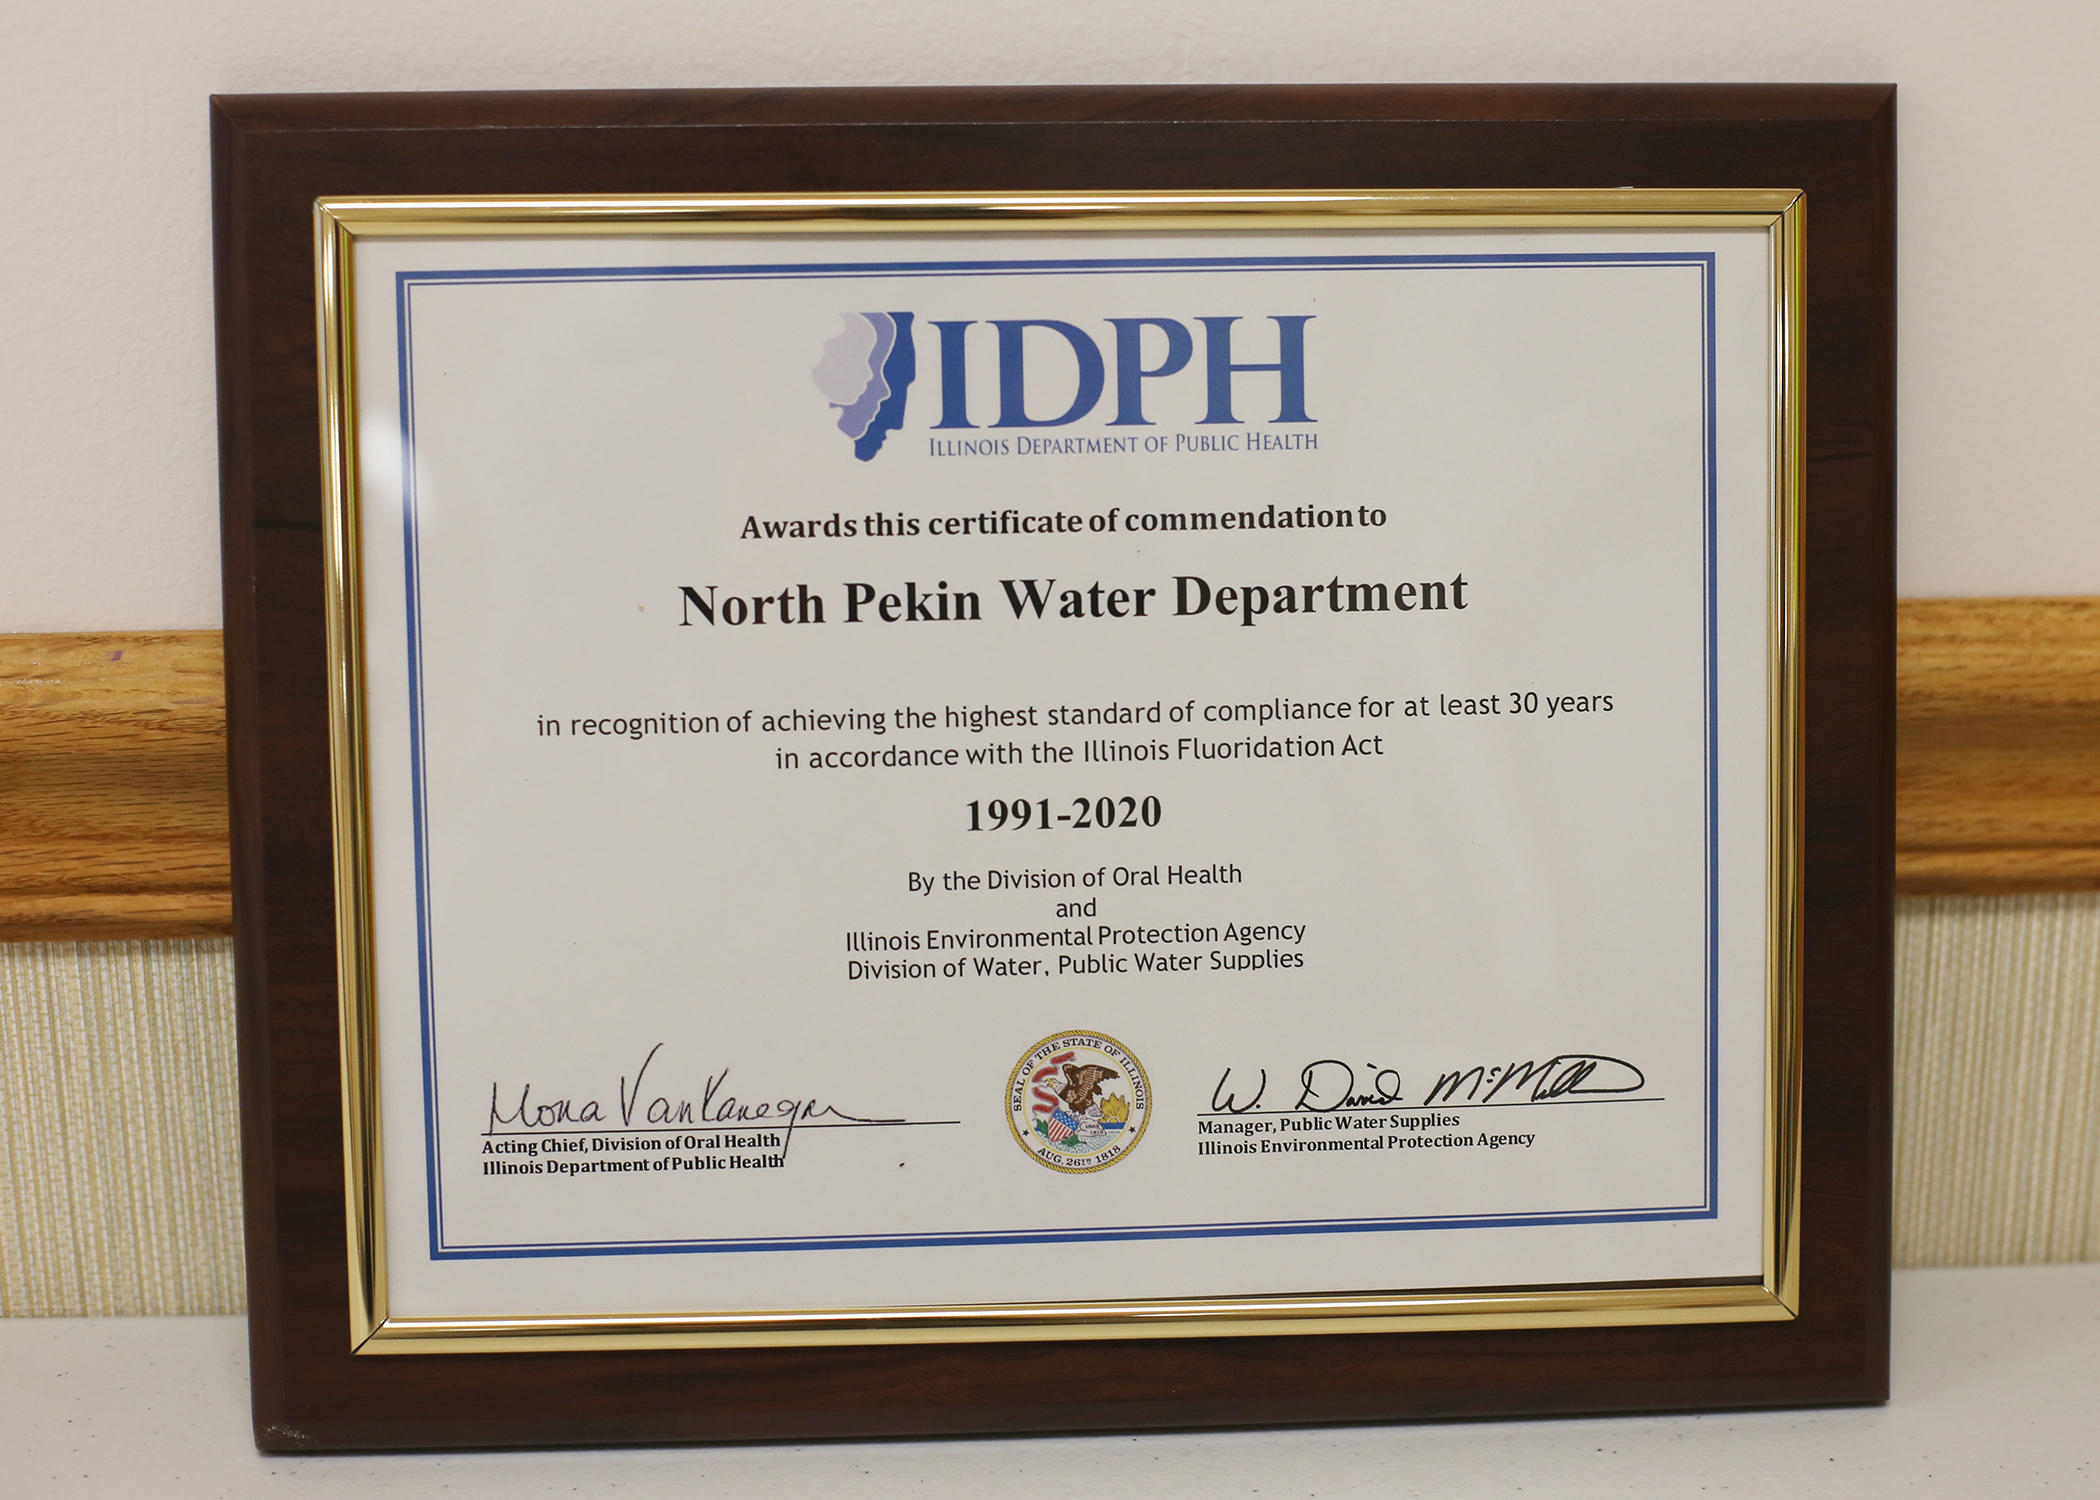 IDPH
ILLINOIS DEPARTMENT OF PUBLIC HEALTH
Awards this certificate of commendation to
North Pekin Water Department
in recognition of achieving the highest standard of compliance for at least 30 years
in accordance with the Illinois Fluoridation Act
1991-2020
By the Division of Oral Health
and
Illinois Environmental Protection Agency
Division of Water, Public Water Supplies
Mona VanKanegan
Acting Chief, Division of Oral Health
Illinois Department of Public Health
SEAL OF THE STATE OF ILLINOIS
AUG. 26TH 1818
W. David McMillan
Manager, Public Water Supplies
Illinois Environmental Protection Agency